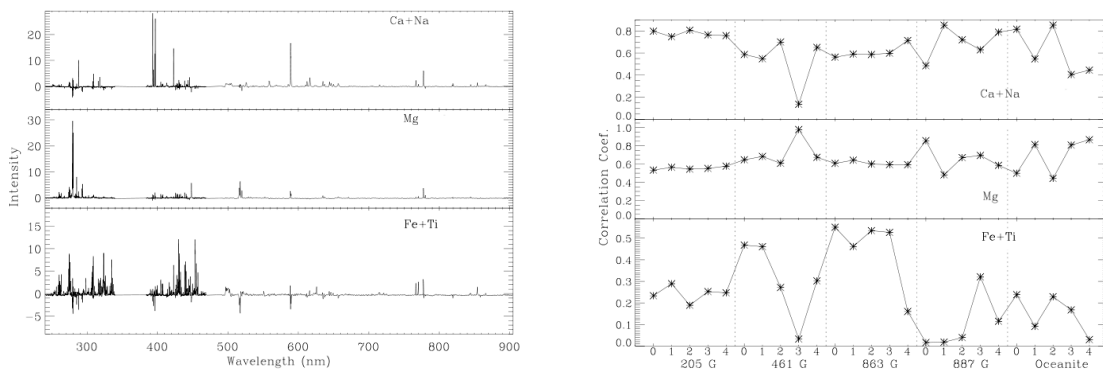 Ca+Na
30
20
10
0
Mg
30
20
10
0
Fe+Ti
15
10
5
0
−5
Intensity
300 400 500 600 700 800 900
Wavelength (nm)
0.8
0.6
0.4
0.2
0.0
Ca+Na
1.0
0.8
0.6
0.4
0.2
0.0
Mg
0.5
0.4
0.3
0.2
0.1
0.0
Fe+Ti
Correlation Coef.
0 1 2 3 4 0 1 2 3 4 0 1 2 3 4 0 1 2 3 4 0 1 2 3 4
205 G 461 G 863 G 887 G Oceanite